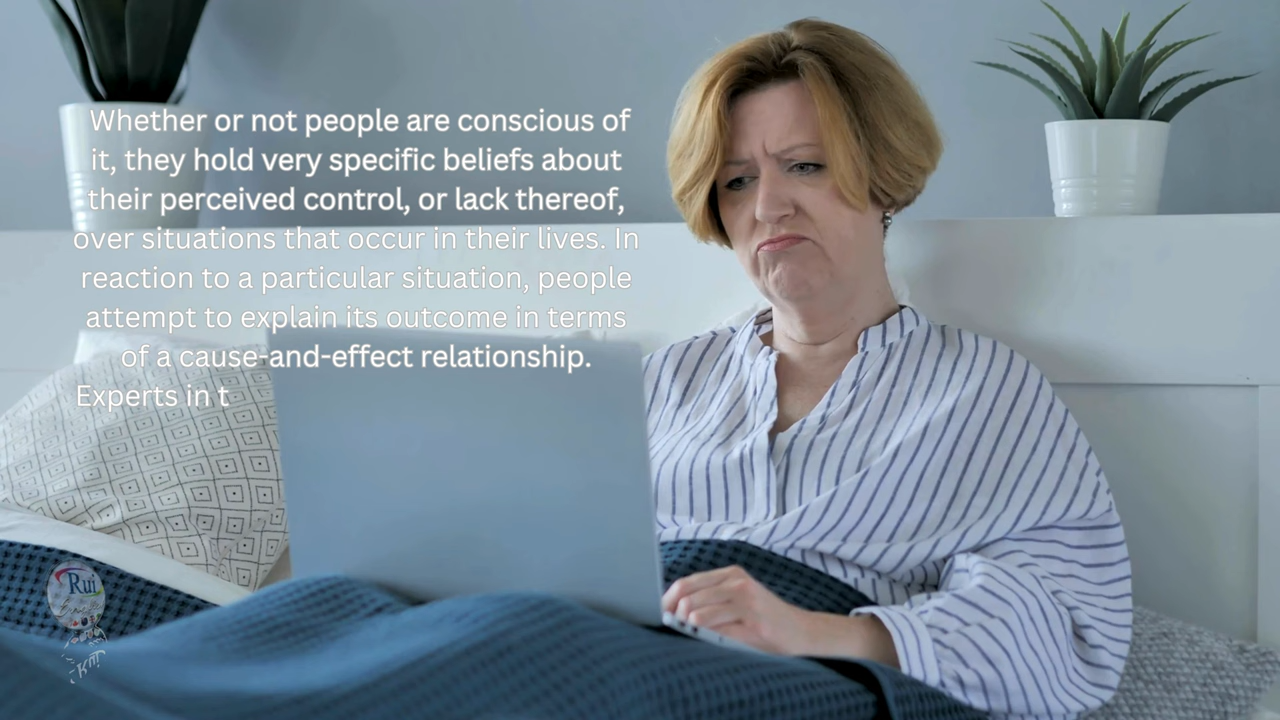 Whether or not people are conscious of
it, they hold very specific beliefs about
their perceived control, or lack thereof,
over situations that occur in their lives. In
reaction to a particular situation, people
attempt to explain its outcome in terms
of a cause-and-effect relationship.
Experts in t
Rui